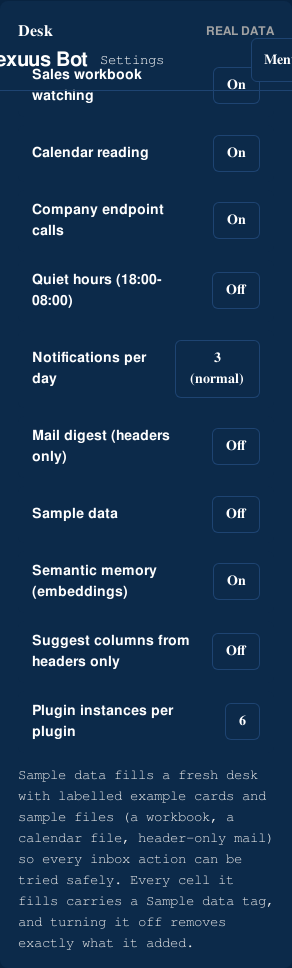 Desk
REAL DATA
exuus Bot Settings
Men
Sales workbook
watching
On
Calendar reading
On
Company endpoint
calls
On
Quiet hours (18:00-
08:00)
Off
Notifications per
day
3
(normal)
Mail digest (headers
only)
Off
Sample data
Off
Semantic memory
(embeddings)
On
Suggest columns from
headers only
Off
Plugin instances per
plugin
6
Sample data fills a fresh desk
with labelled example cards and
sample files (a workbook, a
calendar file, header-only mail)
so every inbox action can be
tried safely. Every cell it
fills carries a Sample data tag,
and turning it off removes
exactly what it added.